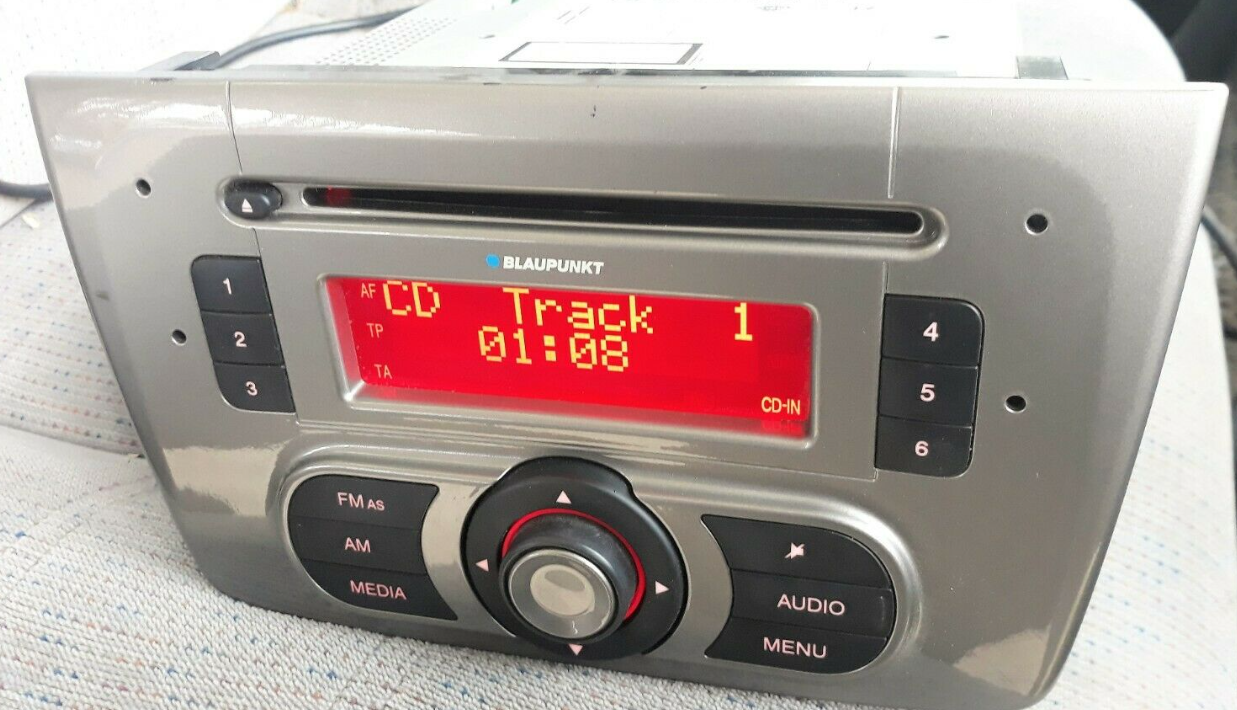 BLAUPUNKT
AF CD Track 1
TP 01:08
TA
CD-IN
1
2
3
4
5
6
FM AS
AM
MEDIA
AUDIO
MENU